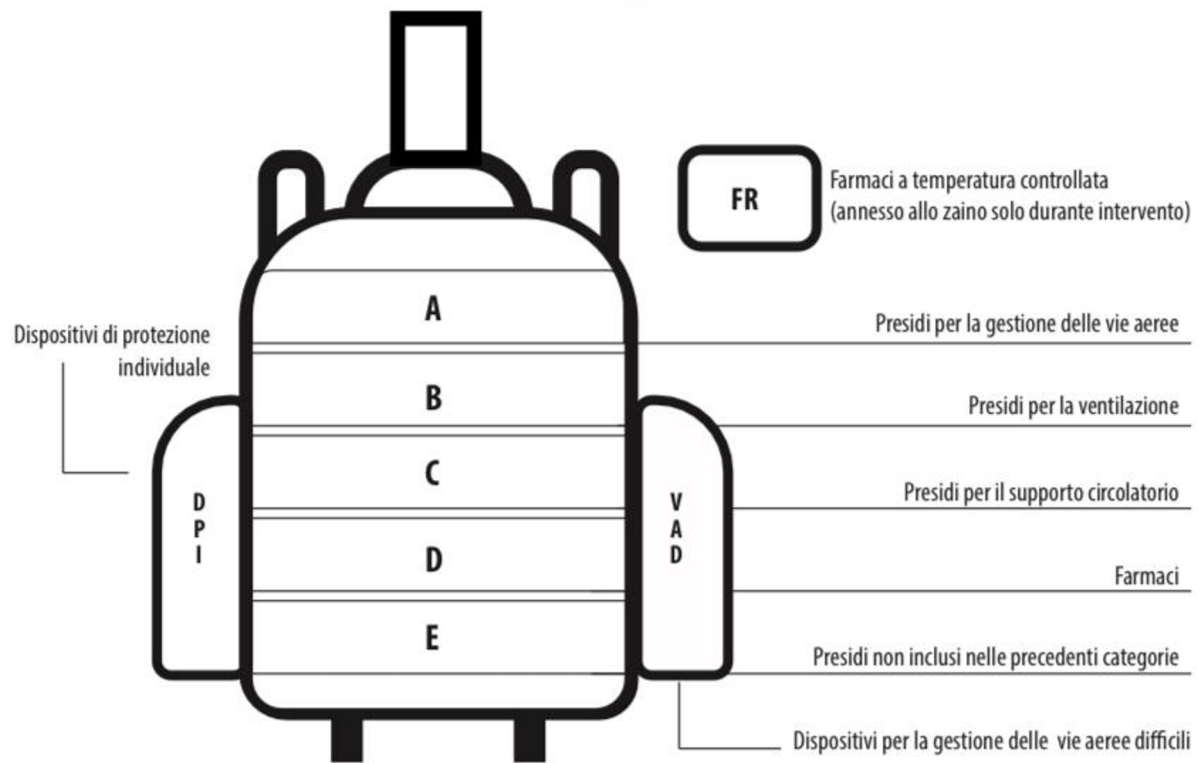 FR
Farmaci a temperatura controllata
(annesso allo zaino solo durante intervento)
A
Presidi per la gestione delle vie aeree
Dispositivi di protezione
individuale
B
Presidi per la ventilazione
C
Presidi per il supporto circolatorio
D
P
I
V
A
D
D
Farmaci
E
Presidi non inclusi nelle precedenti categorie
Dispositivi per la gestione delle vie aeree difficili